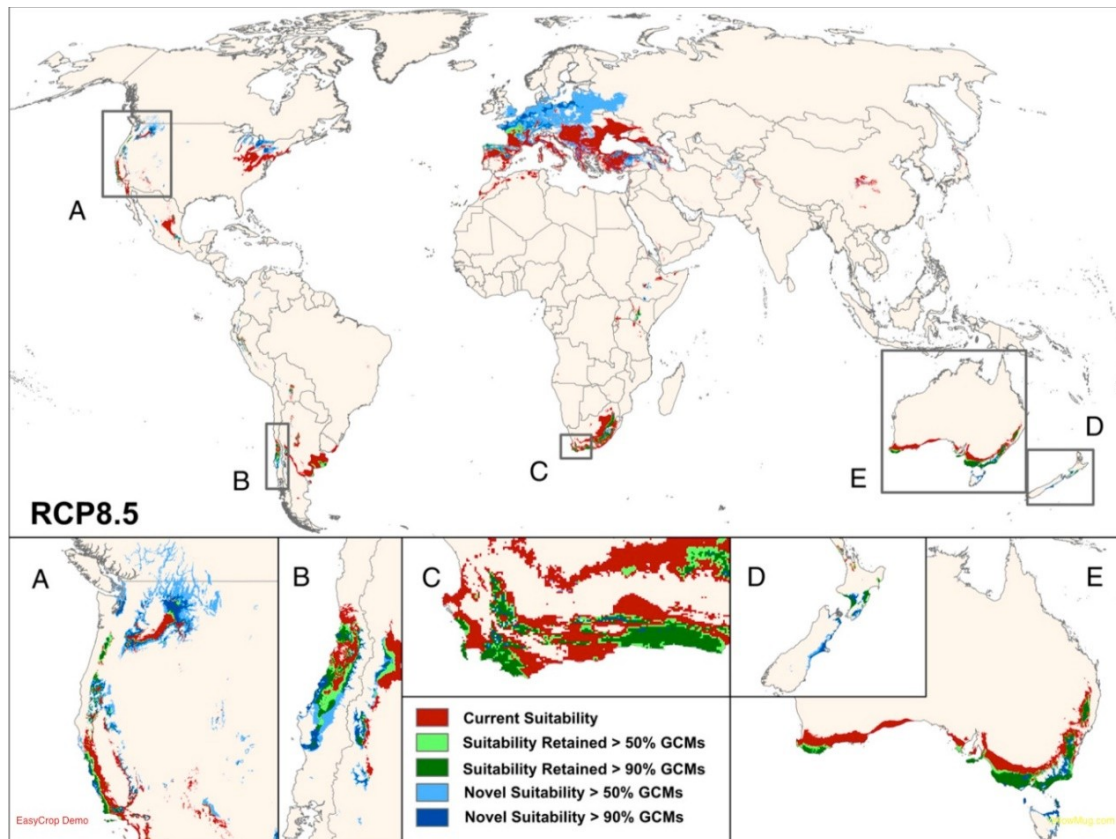 A
B
C
D
E
RCP8.5
A
B
C
D
E
Current Suitability
Suitability Retained > 50% GCMs
Suitability Retained > 90% GCMs
Novel Suitability > 50% GCMs
Novel Suitability > 90% GCMs
EasyCrop Demo